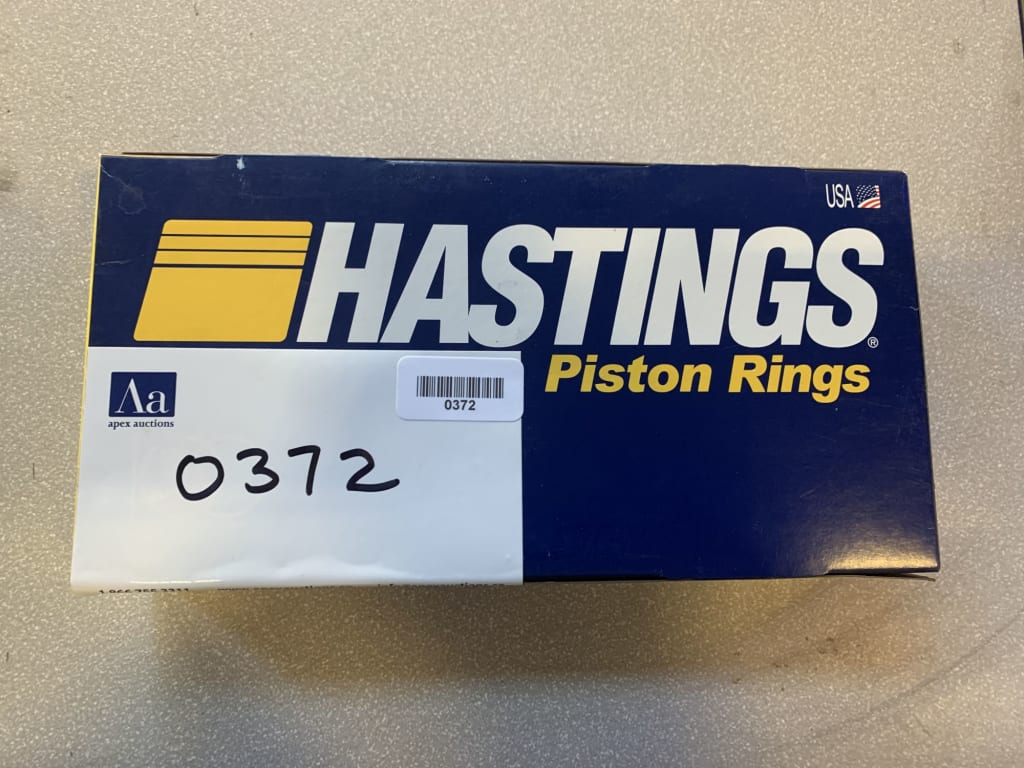 USA
HASTINGS®
Piston Rings
Aa
apex auctions
0372
0372